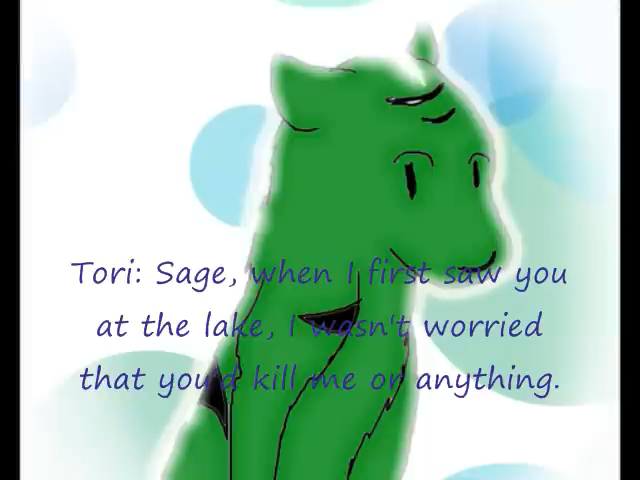 Tori: Sage, when I first saw you
at the lake, I wasn't worried
that you'd kill me or anything.